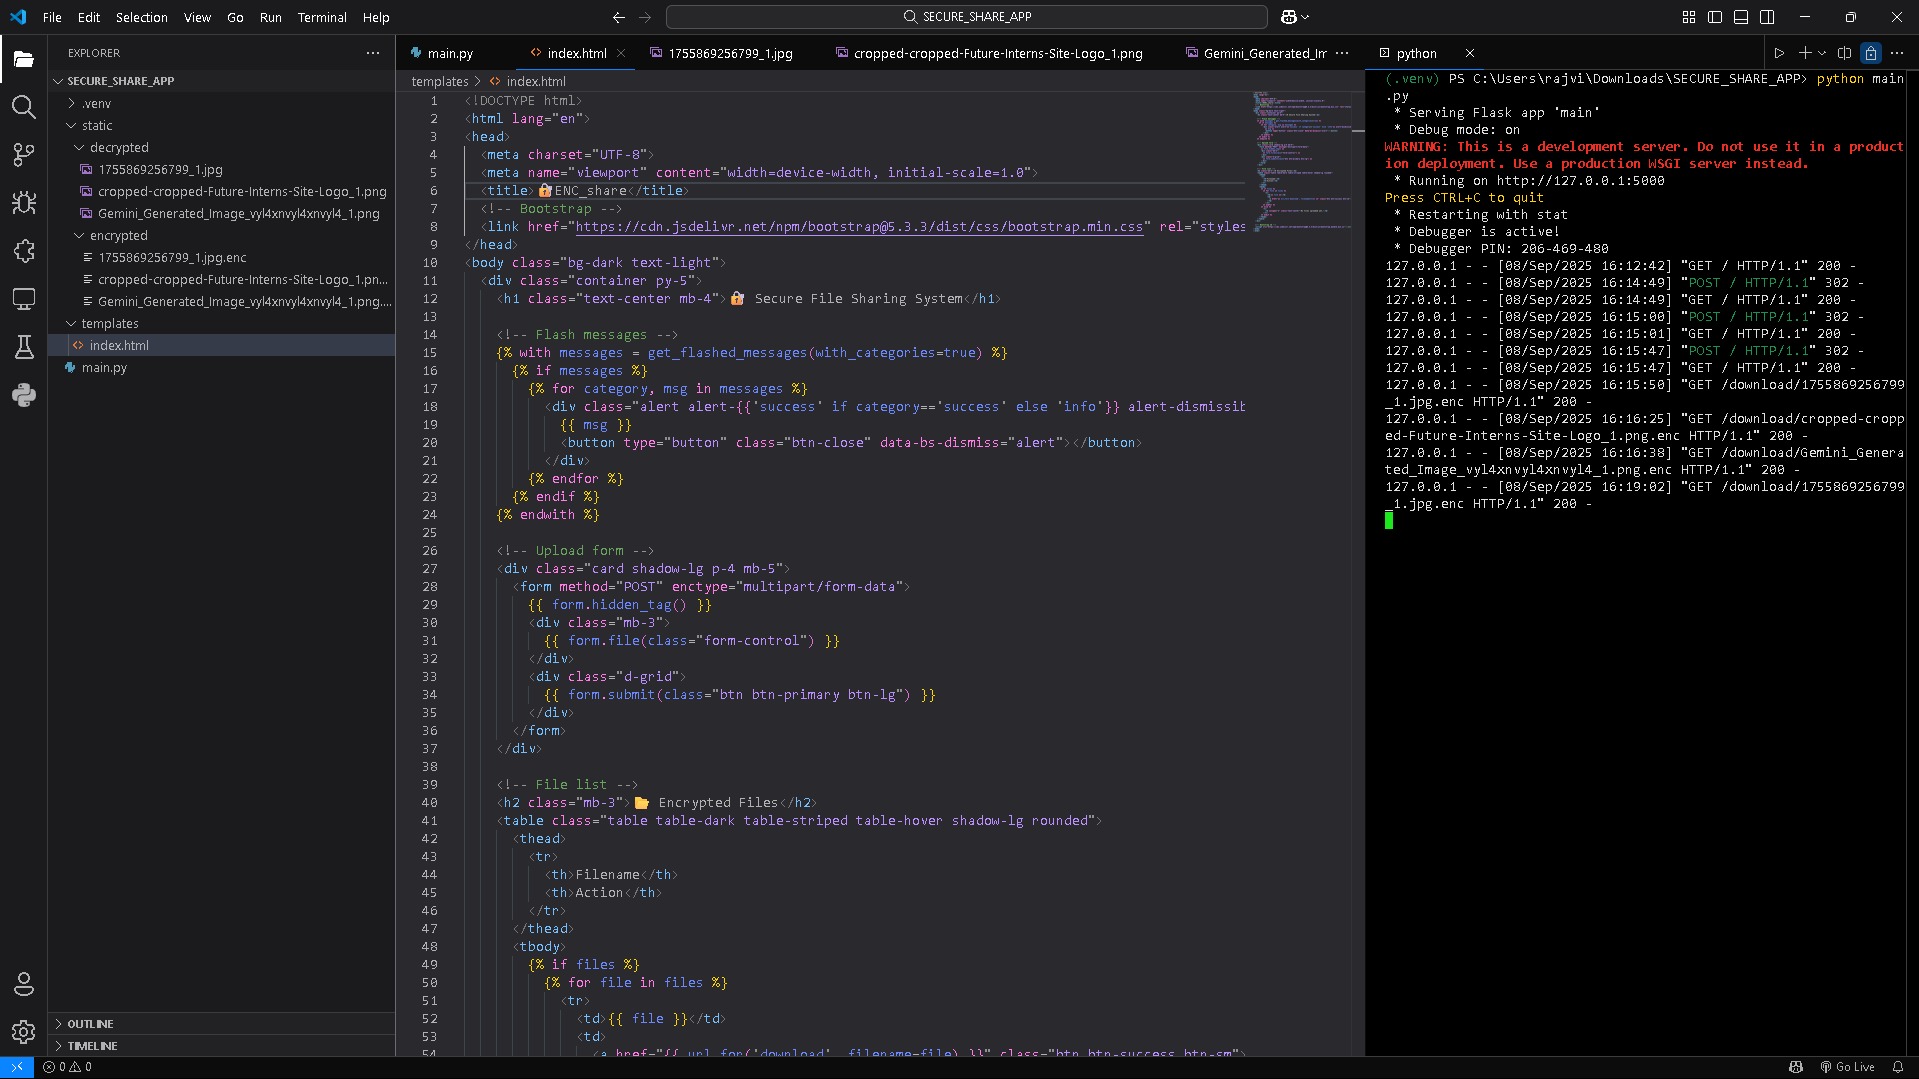 File Edit Selection View Go Run Terminal Help
SECURE_SHARE_APP
EXPLORER
SECURE_SHARE_APP
.venv
static
decrypted
1755869256799_1.jpg
cropped-cropped-Future-Interns-Site-Logo_1.png
Gemini_Generated_Image_vyl4xnvyl4xnvyl4_1.png
encrypted
1755869256799_1.jpg.enc
cropped-cropped-Future-Interns-Site-Logo_1.pn...
Gemini_Generated_Image_vyl4xnvyl4xnvyl4_1.png....
templates
index.html
main.py
OUTLINE
TIMELINE
main.py
index.html
1755869256799_1.jpg
cropped-cropped-Future-Interns-Site-Logo_1.png
Gemini_Generated_Ir
templates > index.html
1 <!DOCTYPE html>
2 <html lang="en">
3 <head>
4 <meta charset="UTF-8">
5 <meta name="viewport" content="width=device-width, initial-scale=1.0">
6 <title>🔐ENC_share</title>
7 <!-- Bootstrap -->
8 <link href="https://cdn.jsdelivr.net/npm/bootstrap@5.3.3/dist/css/bootstrap.min.css" rel="styles
9 </head>
10 <body class="bg-dark text-light">
11 <div class="container py-5">
12 <h1 class="text-center mb-4">🔐 Secure File Sharing System</h1>
13
14 <!-- Flash messages -->
15 {% with messages = get_flashed_messages(with_categories=true) %}
16 {% if messages %}
17 {% for category, msg in messages %}
18 <div class="alert alert-{{'success' if category=='success' else 'info'}} alert-dismissib
19 {{ msg }}
20 <button type="button" class="btn-close" data-bs-dismiss="alert"></button>
21 </div>
22 {% endfor %}
23 {% endif %}
24 {% endwith %}
25
26 <!-- Upload form -->
27 <div class="card shadow-lg p-4 mb-5">
28 <form method="POST" enctype="multipart/form-data">
29 {{ form.hidden_tag() }}
30 <div class="mb-3">
31 {{ form.file(class="form-control") }}
32 </div>
33 <div class="d-grid">
34 {{ form.submit(class="btn btn-primary btn-lg") }}
35 </div>
36 </form>
37 </div>
38
39 <!-- File list -->
40 <h2 class="mb-3">📂 Encrypted Files</h2>
41 <table class="table table-dark table-striped table-hover shadow-lg rounded">
42 <thead>
43 <tr>
44 <th>Filename</th>
45 <th>Action</th>
46 </tr>
47 </thead>
48 <tbody>
49 {% if files %}
50 {% for file in files %}
51 <tr>
52 <td>{{ file }}</td>
53 <td>
54 <a href="{{ url_for('download', filename=file) }}" class="btn btn-success btn-sm">
python
(.venv) PS C:\Users\rajvi\Downloads\SECURE_SHARE_APP> python main
.py
* Serving Flask app 'main'
* Debug mode: on
WARNING: This is a development server. Do not use it in a product
ion deployment. Use a production WSGI server instead.
* Running on http://127.0.0.1:5000
Press CTRL+C to quit
* Restarting with stat
* Debugger is active!
* Debugger PIN: 206-469-480
127.0.0.1 - - [08/Sep/2025 16:12:42] "GET / HTTP/1.1" 200 -
127.0.0.1 - - [08/Sep/2025 16:14:49] "POST / HTTP/1.1" 302 -
127.0.0.1 - - [08/Sep/2025 16:14:49] "GET / HTTP/1.1" 200 -
127.0.0.1 - - [08/Sep/2025 16:15:00] "POST / HTTP/1.1" 302 -
127.0.0.1 - - [08/Sep/2025 16:15:01] "GET / HTTP/1.1" 200 -
127.0.0.1 - - [08/Sep/2025 16:15:47] "POST / HTTP/1.1" 302 -
127.0.0.1 - - [08/Sep/2025 16:15:47] "GET / HTTP/1.1" 200 -
127.0.0.1 - - [08/Sep/2025 16:15:50] "GET /download/1755869256799
_1.jpg.enc HTTP/1.1" 200 -
127.0.0.1 - - [08/Sep/2025 16:16:25] "GET /download/cropped-cropp
ed-Future-Interns-Site-Logo_1.png.enc HTTP/1.1" 200 -
127.0.0.1 - - [08/Sep/2025 16:16:38] "GET /download/Gemini_Genera
ted_Image_vyl4xnvyl4xnvyl4_1.png.enc HTTP/1.1" 200 -
127.0.0.1 - - [08/Sep/2025 16:19:02] "GET /download/1755869256799
_1.jpg.enc HTTP/1.1" 200 -
0 0
Go Live